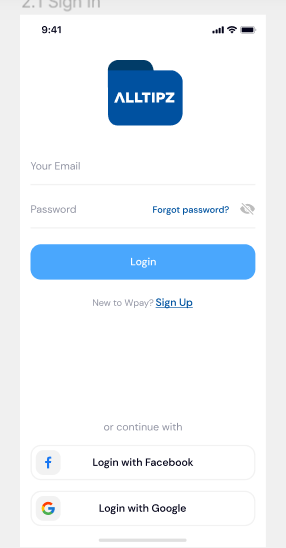 2.1 Sign In
9:41
ALLTIPZ
Your Email
Password Forgot password?
Login
New to Wpay? Sign Up
or continue with
Login with Facebook
Login with Google